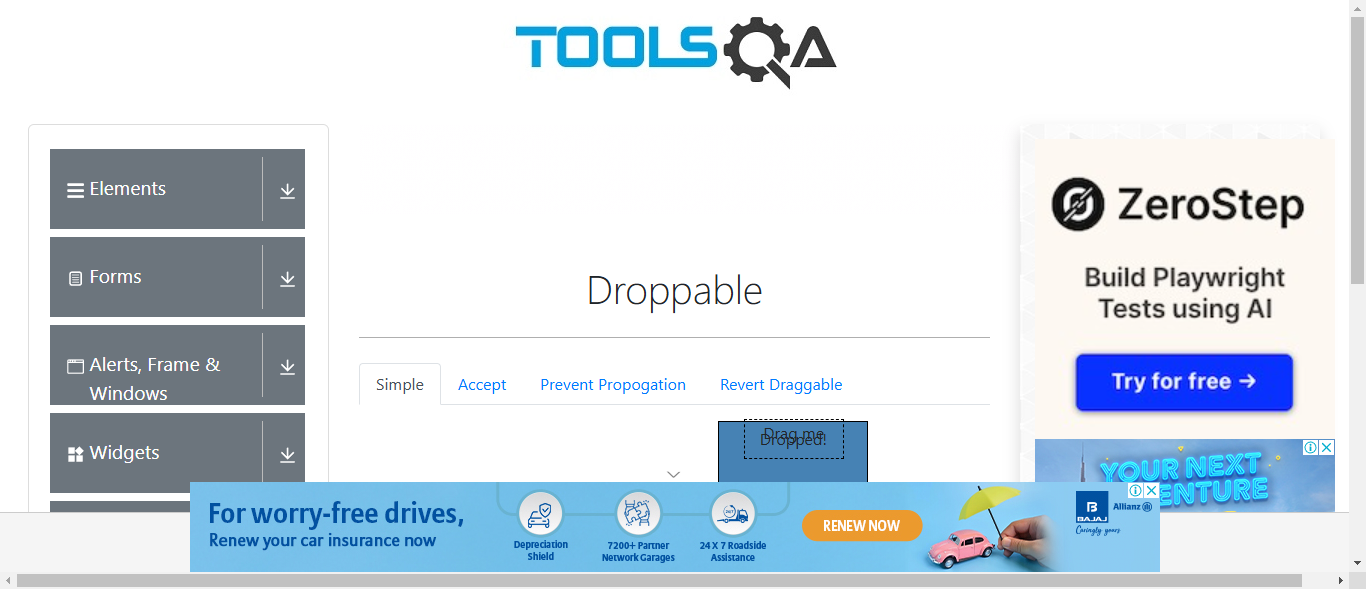 TOOLSQA
Elements
Forms
Alerts, Frame &
Windows
Widgets
Droppable
Simple
Accept
Prevent Propogation
Revert Draggable
Drag me
Dropped!
ZeroStep
Build Playwright
Tests using AI
Try for free →
YOUR NEXT
For worry-free drives,
Renew your car insurance now
Depreciation
Shield
7200+ Partner
Network Garages
24 X 7 Roadside
Assistance
RENEW NOW
BAJAJ
Allianz
Caringly yours